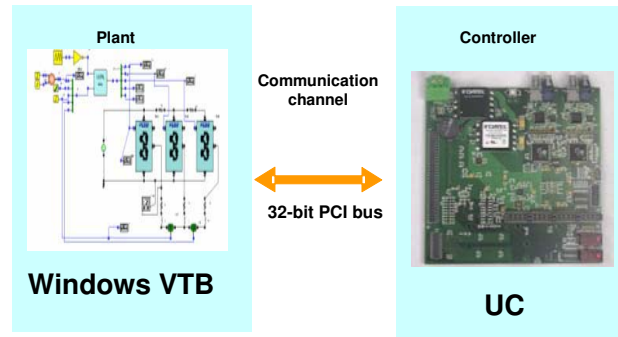 Plant
Controller
Communication
channel
32-bit PCI bus
Windows VTB
UC